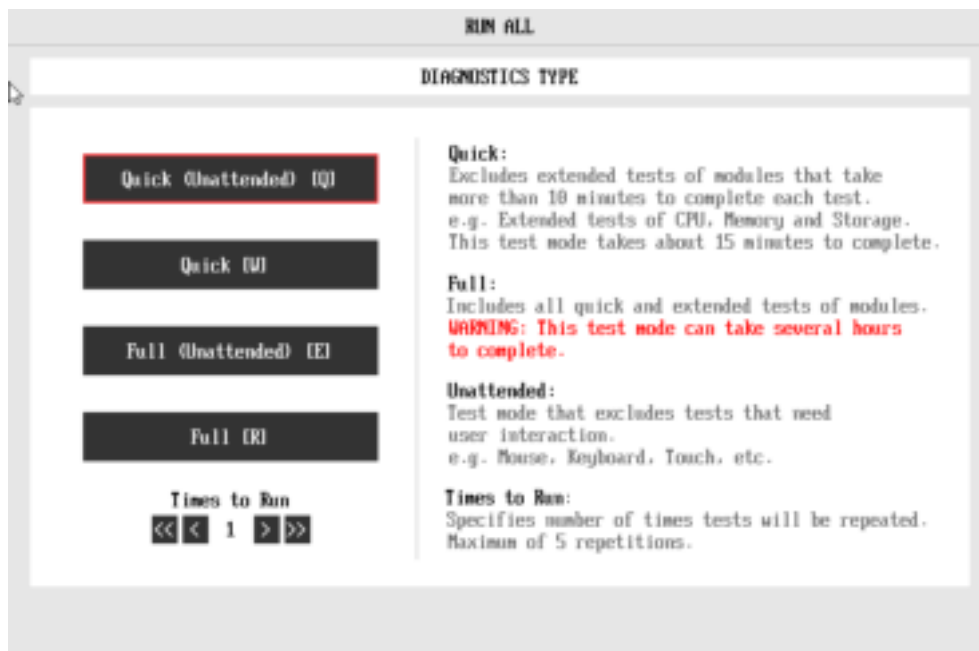 RUN ALL
DIAGNOSTICS TYPE
Quick (Unattended) [Q]
Quick [W]
Full (Unattended) [E]
Full [R]
Times to Run
<< < 1 > >>
Quick:
Excludes extended tests of modules that take
more than 10 minutes to complete each test.
e.g. Extended tests of CPU, Memory and Storage.
This test mode takes about 15 minutes to complete.
Full:
Includes all quick and extended tests of modules.
WARNING: This test mode can take several hours
to complete.
Unattended:
Test mode that excludes tests that need
user interaction.
e.g. Mouse, Keyboard, Touch, etc.
Times to Run:
Specifies number of times tests will be repeated.
Maximum of 5 repetitions.